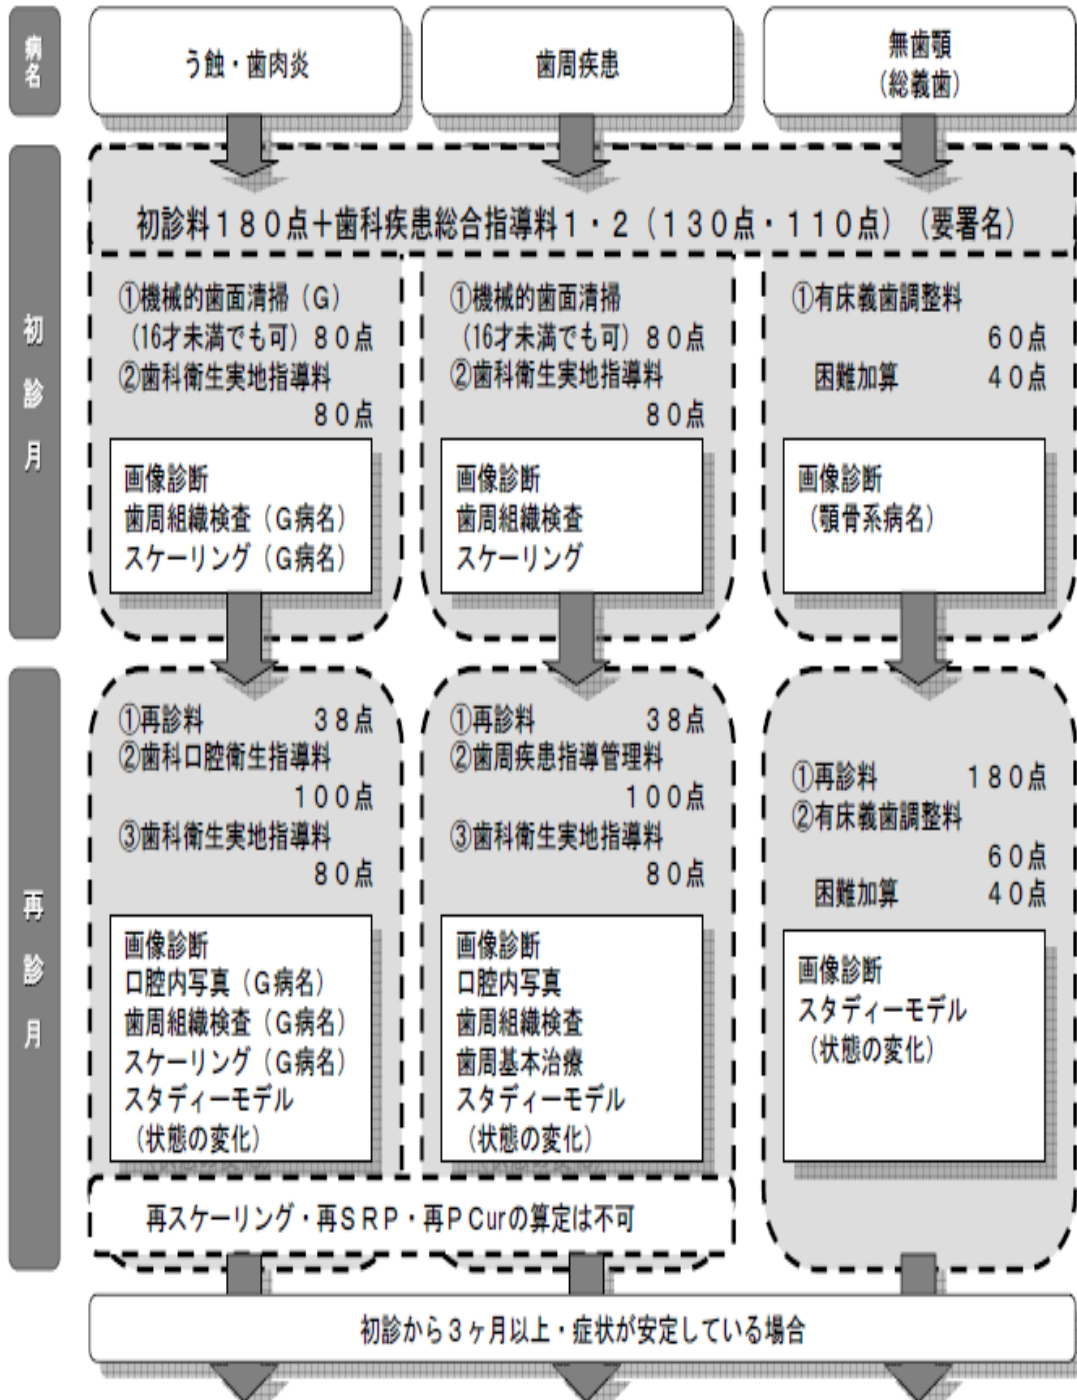 病名
う蝕・歯肉炎
歯周疾患
無歯顎
（総義歯）
初診月
初診料１８０点＋歯科疾患総合指導料１・２（１３０点・１１０点）（要署名）
①機械的歯面清掃（Ｇ）
（16才未満でも可）８０点
②歯科衛生実地指導料
８０点
画像診断
歯周組織検査（Ｇ病名）
スケーリング（Ｇ病名）
①機械的歯面清掃
（16才未満でも可）８０点
②歯科衛生実地指導料
８０点
画像診断
歯周組織検査
スケーリング
①有床義歯調整料
６０点
困難加算　４０点
画像診断
（顎骨系病名）
再診月
①再診料　３８点
②歯科口腔衛生指導料
１００点
③歯科衛生実地指導料
８０点
画像診断
口腔内写真（Ｇ病名）
歯周組織検査（Ｇ病名）
スケーリング（Ｇ病名）
スタディーモデル
（状態の変化）
①再診料　３８点
②歯周疾患指導管理料
１００点
③歯科衛生実地指導料
８０点
画像診断
口腔内写真
歯周組織検査
歯周基本治療
スタディーモデル
（状態の変化）
①再診料　１８０点
②有床義歯調整料
６０点
困難加算　４０点
画像診断
スタディーモデル
（状態の変化）
再スケーリング・再ＳＲＰ・再ＰCurの算定は不可
初診から３ヶ月以上・症状が安定している場合